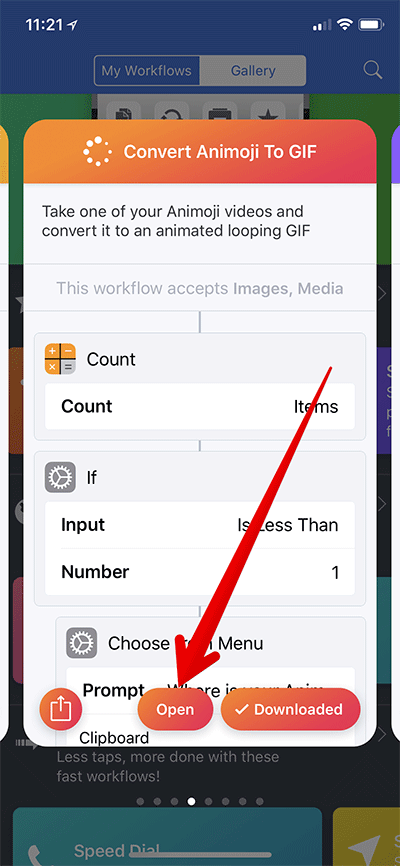 11:21
My Workflows Gallery
Convert Animoji To GIF
Take one of your Animoji videos and
convert it to an animated looping GIF
This workflow accepts Images, Media
Count
Count Items
If
Input Is Less Than
Number 1
Choose from Menu
Prompt Where is your Anim
Open Downloaded
Clipboard
Less taps, more done with these
fast workflows!
Speed Dial